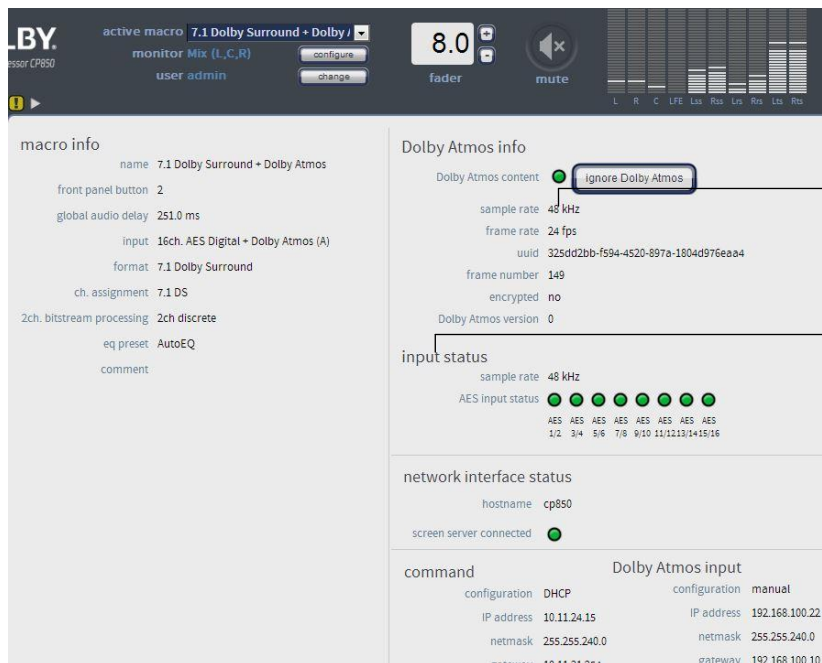 LBY.
essor CP850
active macro 7.1 Dolby Surround + Dolby /
monitor Mix (L,C,R) configure
user admin change
8.0 + -
fader
mute
L R C LFE Lss Rss Lrs Rrs Lts Rts
!
macro info
name 7.1 Dolby Surround + Dolby Atmos
front panel button 2
global audio delay 251.0 ms
input 16ch. AES Digital + Dolby Atmos (A)
format 7.1 Dolby Surround
ch. assignment 7.1 DS
2ch. bitstream processing 2ch discrete
eq preset AutoEQ
comment
Dolby Atmos info
Dolby Atmos content ignore Dolby Atmos
sample rate 48 kHz
frame rate 24 fps
uuid 325dd2bb-f594-4520-897a-1804d976eaa4
frame number 149
encrypted no
Dolby Atmos version 0
input status
sample rate 48 kHz
AES input status
AES AES AES AES AES AES AES AES
1/2 3/4 5/6 7/8 9/10 11/12 13/14 15/16
network interface status
hostname cp850
screen server connected
command
configuration DHCP
IP address 10.11.24.15
netmask 255.255.240.0
Dolby Atmos input
configuration manual
IP address 192.168.100.22
netmask 255.255.240.0
gateway 192.168.100.10